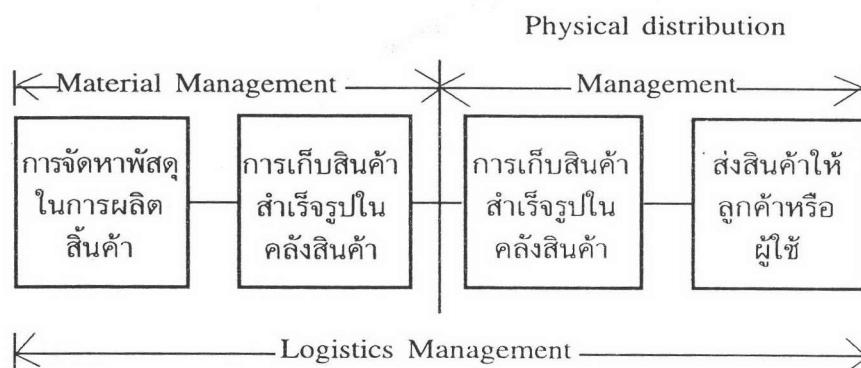 Physical distribution
Material Management
Management
การจัดหาพัสดุ
ในการผลิต
สิ้นค้า
การเก็บสินค้า
สำเร็จรูปใน
คลังสินค้า
การเก็บสินค้า
สำเร็จรูปใน
คลังสินค้า
ส่งสินค้าให้
ลูกค้าหรือ
ผู้ใช้
Logistics Management